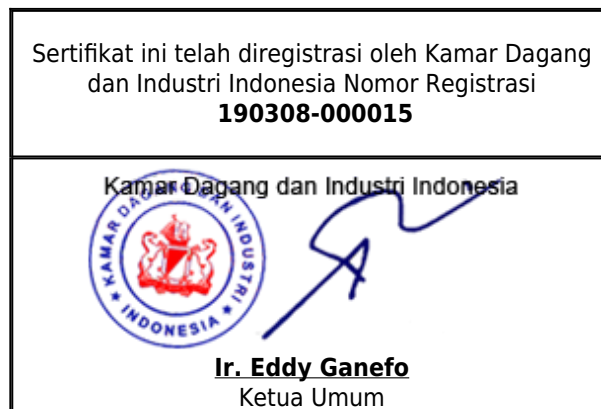 Sertifikat ini telah diregistrasi oleh Kamar Dagang
dan Industri Indonesia Nomor Registrasi
190308-000015
Kamar Dagang dan Industri Indonesia
KAMAR DAGANG DAN INDUSTRI
INDONESIA
Ir. Eddy Ganefo
Ketua Umum